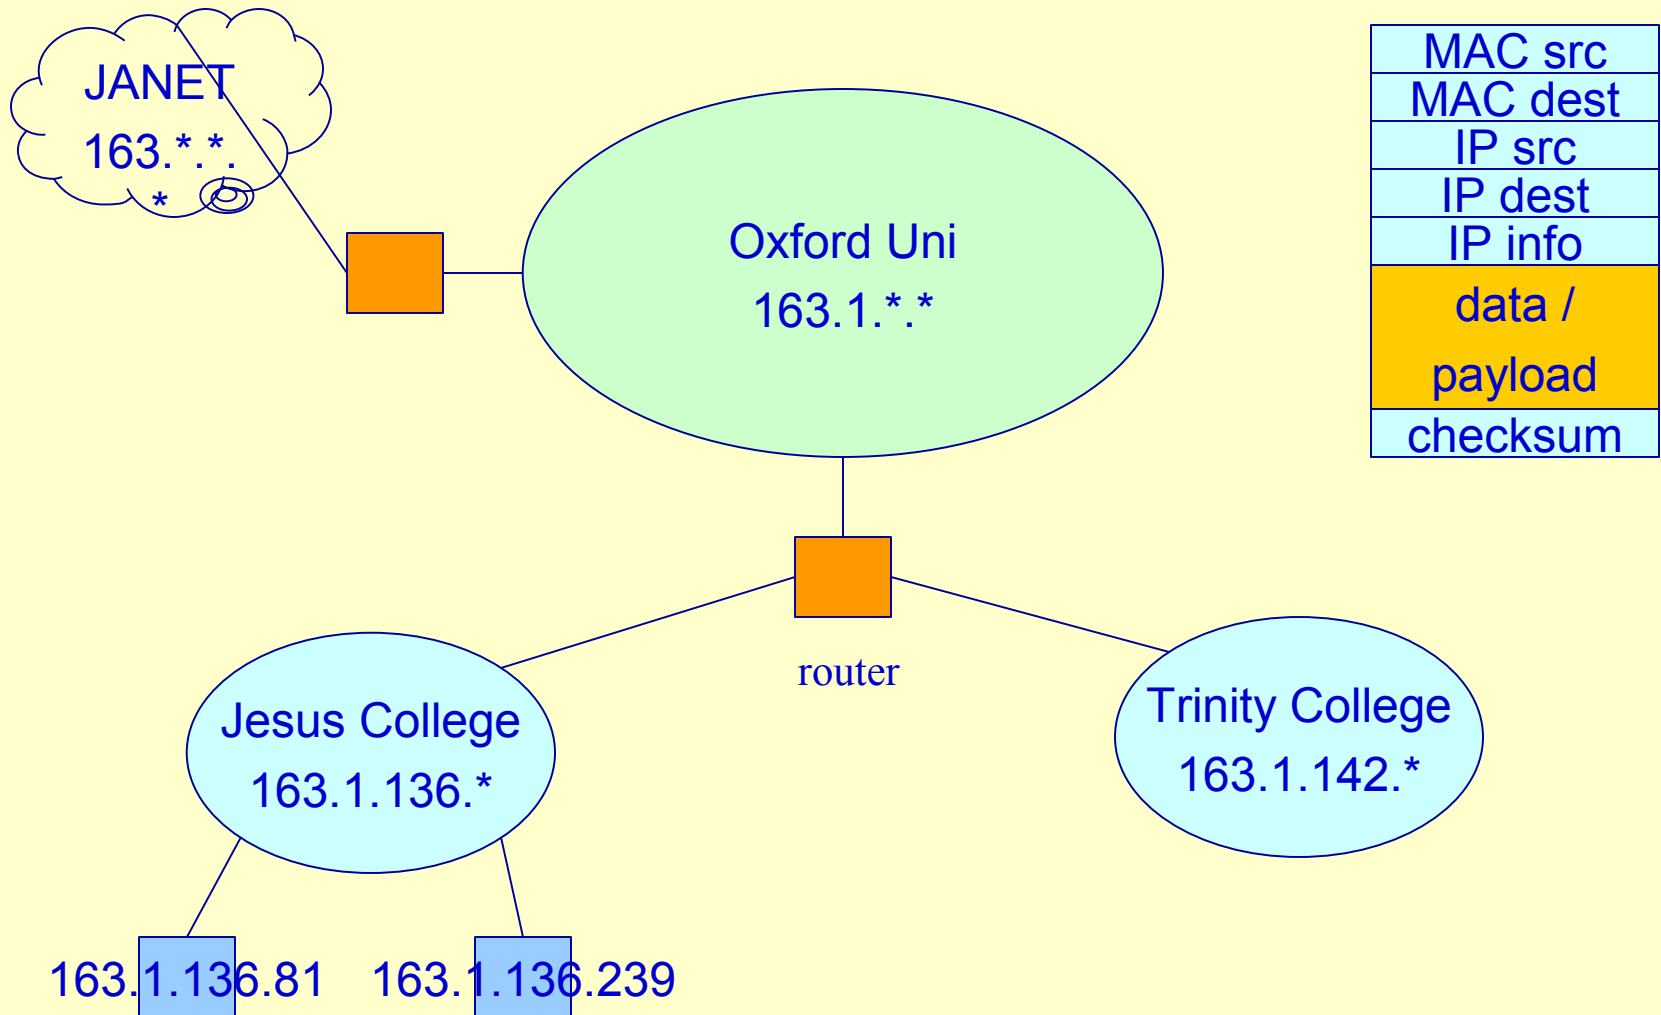 JANET
163.*.*.
*
Oxford Uni
163.1.*.*
MAC src
MAC dest
IP src
IP dest
IP info
data /
payload
checksum
router
Jesus College
163.1.136.*
Trinity College
163.1.142.*
163.1.136.81
163.1.136.239